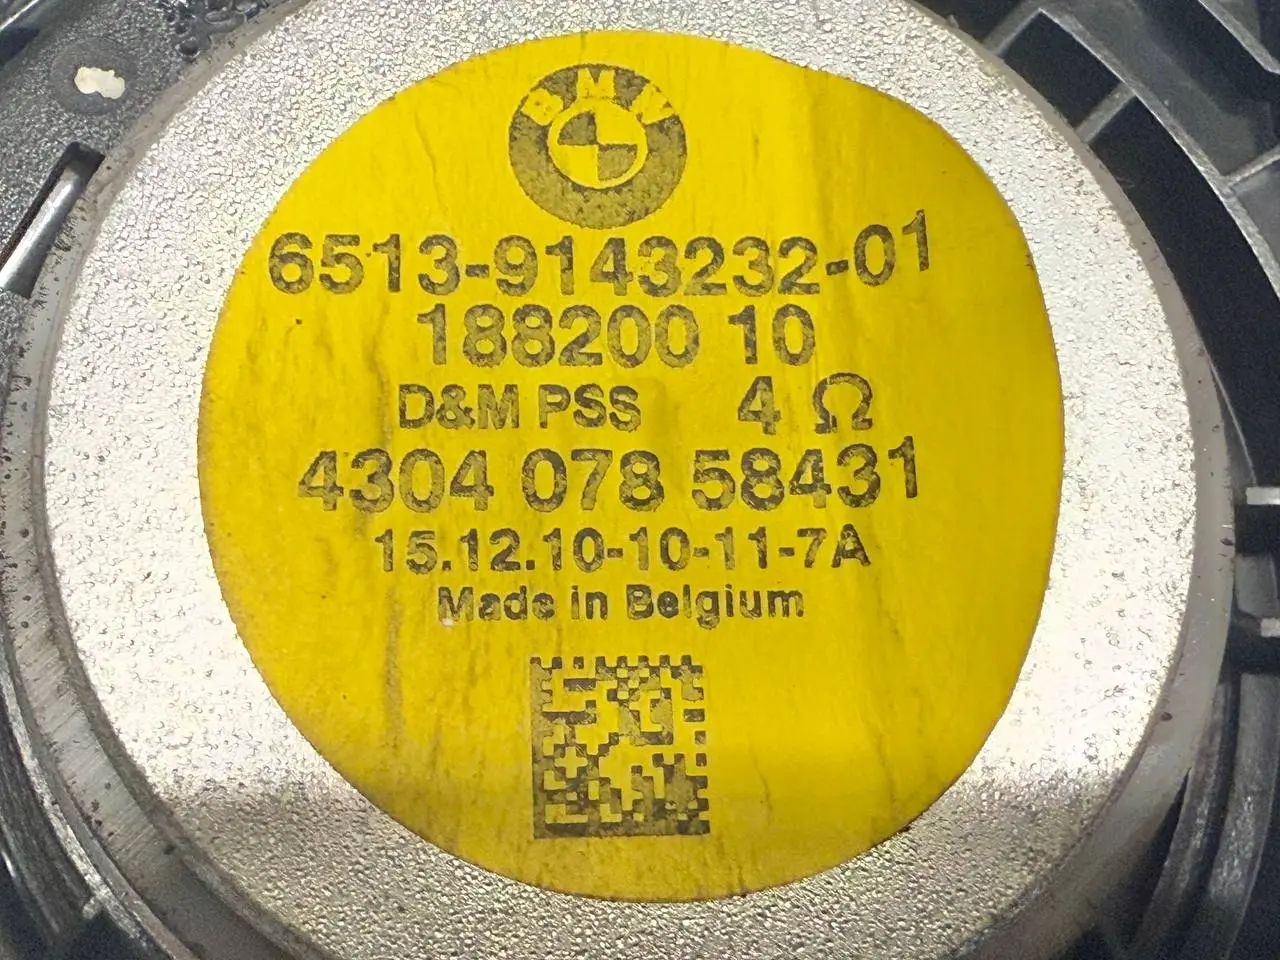 BMW
6513-9143232-01
188200 10
D&M PSS 4 Ω
4304 078 58431
15.12.10-10-11-7A
Made in Belgium